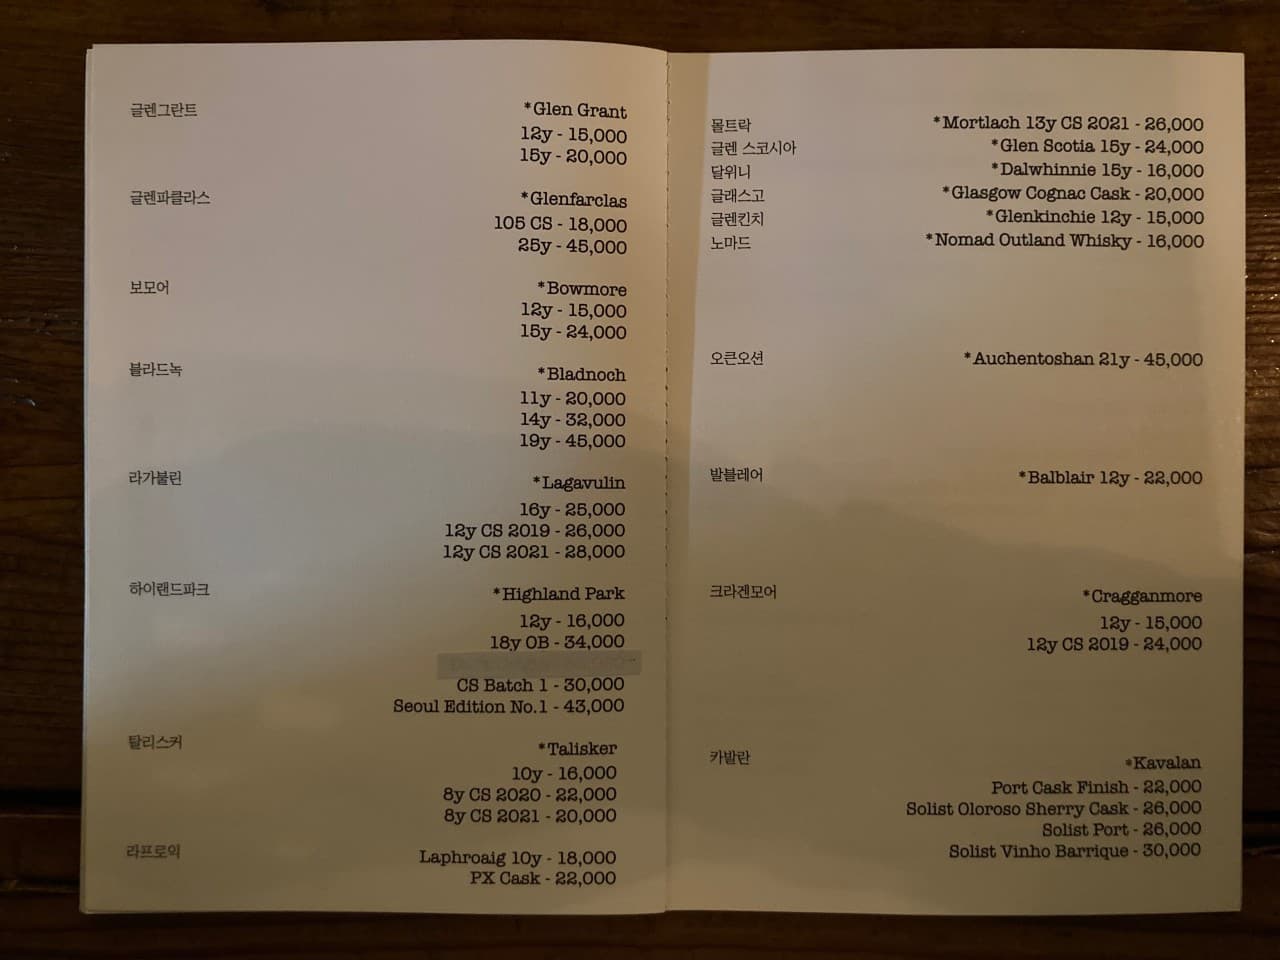 글렌그란트 *Glen Grant
12y - 15,000
15y - 20,000
글렌파클라스 *Glenfarclas
105 CS - 18,000
25y - 45,000
보모어 *Bowmore
12y - 15,000
15y - 24,000
블라드녹 *Bladnoch
11y - 20,000
14y - 32,000
19y - 45,000
라가불린 *Lagavulin
16y - 25,000
12y CS 2019 - 26,000
12y CS 2021 - 28,000
하이랜드파크 *Highland Park
12y - 16,000
18y OB - 34,000
CS Batch 1 - 30,000
Seoul Edition No.1 - 43,000
탈리스커 *Talisker
10y - 16,000
8y CS 2020 - 22,000
8y CS 2021 - 20,000
라프로익 Laphroaig 10y - 18,000
PX Cask - 22,000
몰트락 *Mortlach 13y CS 2021 - 26,000
글렌 스코시아 *Glen Scotia 15y - 24,000
달위니 *Dalwhinnie 15y - 16,000
글래스고 *Glasgow Cognac Cask - 20,000
글렌킨치 *Glenkinchie 12y - 15,000
노마드 *Nomad Outland Whisky - 16,000
오큰오션 *Auchentoshan 21y - 45,000
발블레어 *Balblair 12y - 22,000
크라겐모어 *Cragganmore
12y - 15,000
12y CS 2019 - 24,000
카발란 *Kavalan
Port Cask Finish - 22,000
Solist Oloroso Sherry Cask - 26,000
Solist Port - 26,000
Solist Vinho Barrique - 30,000